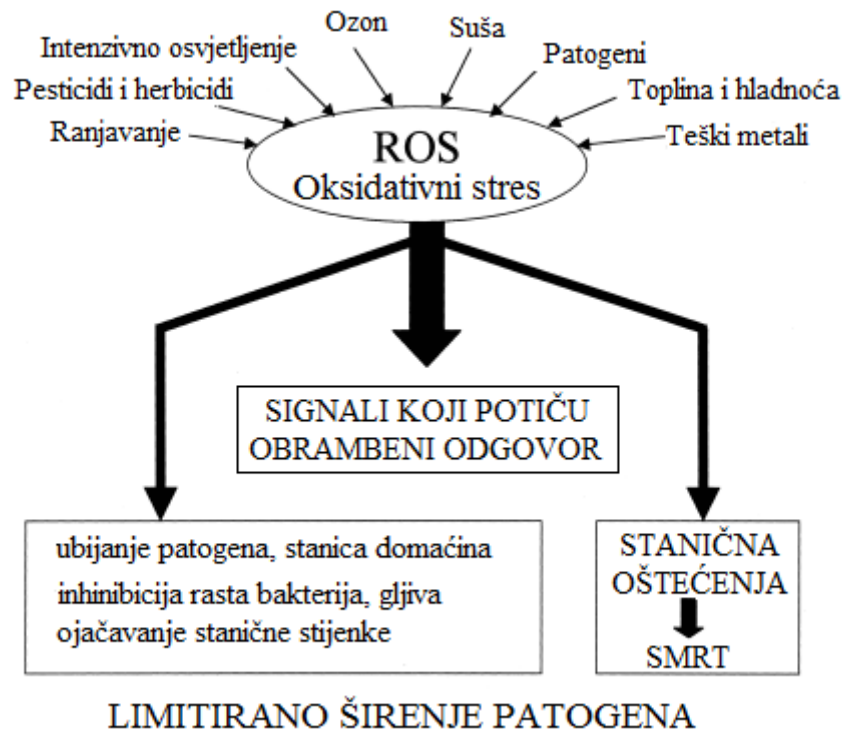 Ozon
Suša
Intenzivno osvjetljenje
Patogeni
Pesticidi i herbicidi
Toplina i hladnoća
Ranjavanje
Teški metali
ROS
Oksidativni stres
SIGNALI KOJI POTIČU
OBRAMBENI ODGOVOR
ubijanje patogena, stanica domaćina
inhinibicija rasta bakterija, gljiva
ojačavanje stanične stijenke
STANIČNA
OŠTEĆENJA
SMRT
LIMITIRANO ŠIRENJE PATOGENA